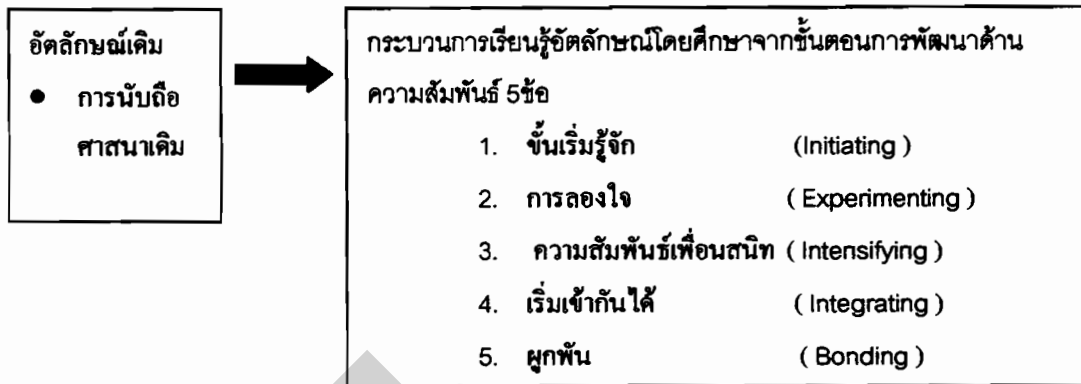 อัตลักษณ์เดิม
● การนับถือ
ศาสนาเดิม
กระบวนการเรียนรู้อัตลักษณ์โดยศึกษาจากขั้นตอนการพัฒนาด้าน
ความสัมพันธ์ 5ข้อ
1. ขั้นเริ่มรู้จัก (Initiating )
2. การลองใจ ( Experimenting )
3. ความสัมพันธ์เพื่อนสนิท ( Intensifying )
4. เริ่มเข้ากันได้ ( Integrating )
5. ผูกพัน ( Bonding )